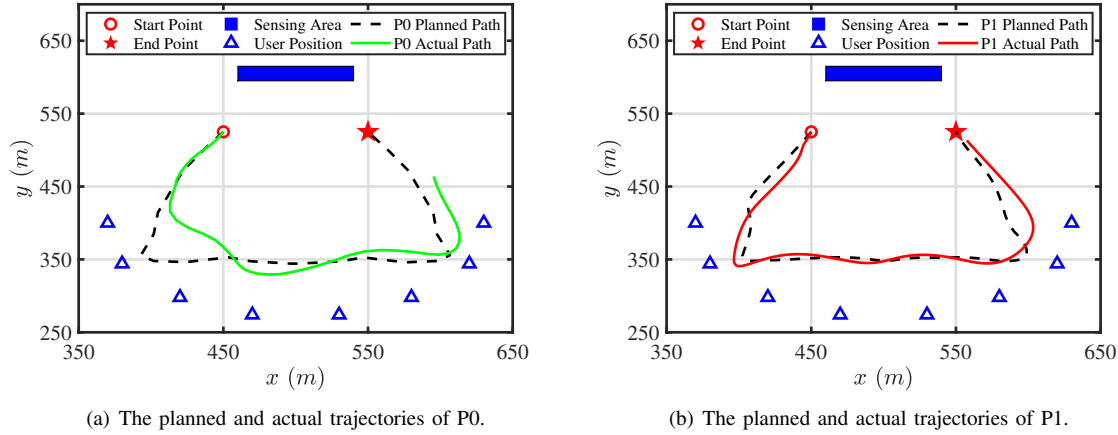 650
Start Point
Sensing Area
P0 Planned Path
End Point
User Position
P0 Actual Path
550
450
350
250
350
450
550
650
y (m)
x (m)
(a) The planned and actual trajectories of P0.
650
Start Point
Sensing Area
P1 Planned Path
End Point
User Position
P1 Actual Path
550
450
350
250
350
450
550
650
y (m)
x (m)
(b) The planned and actual trajectories of P1.